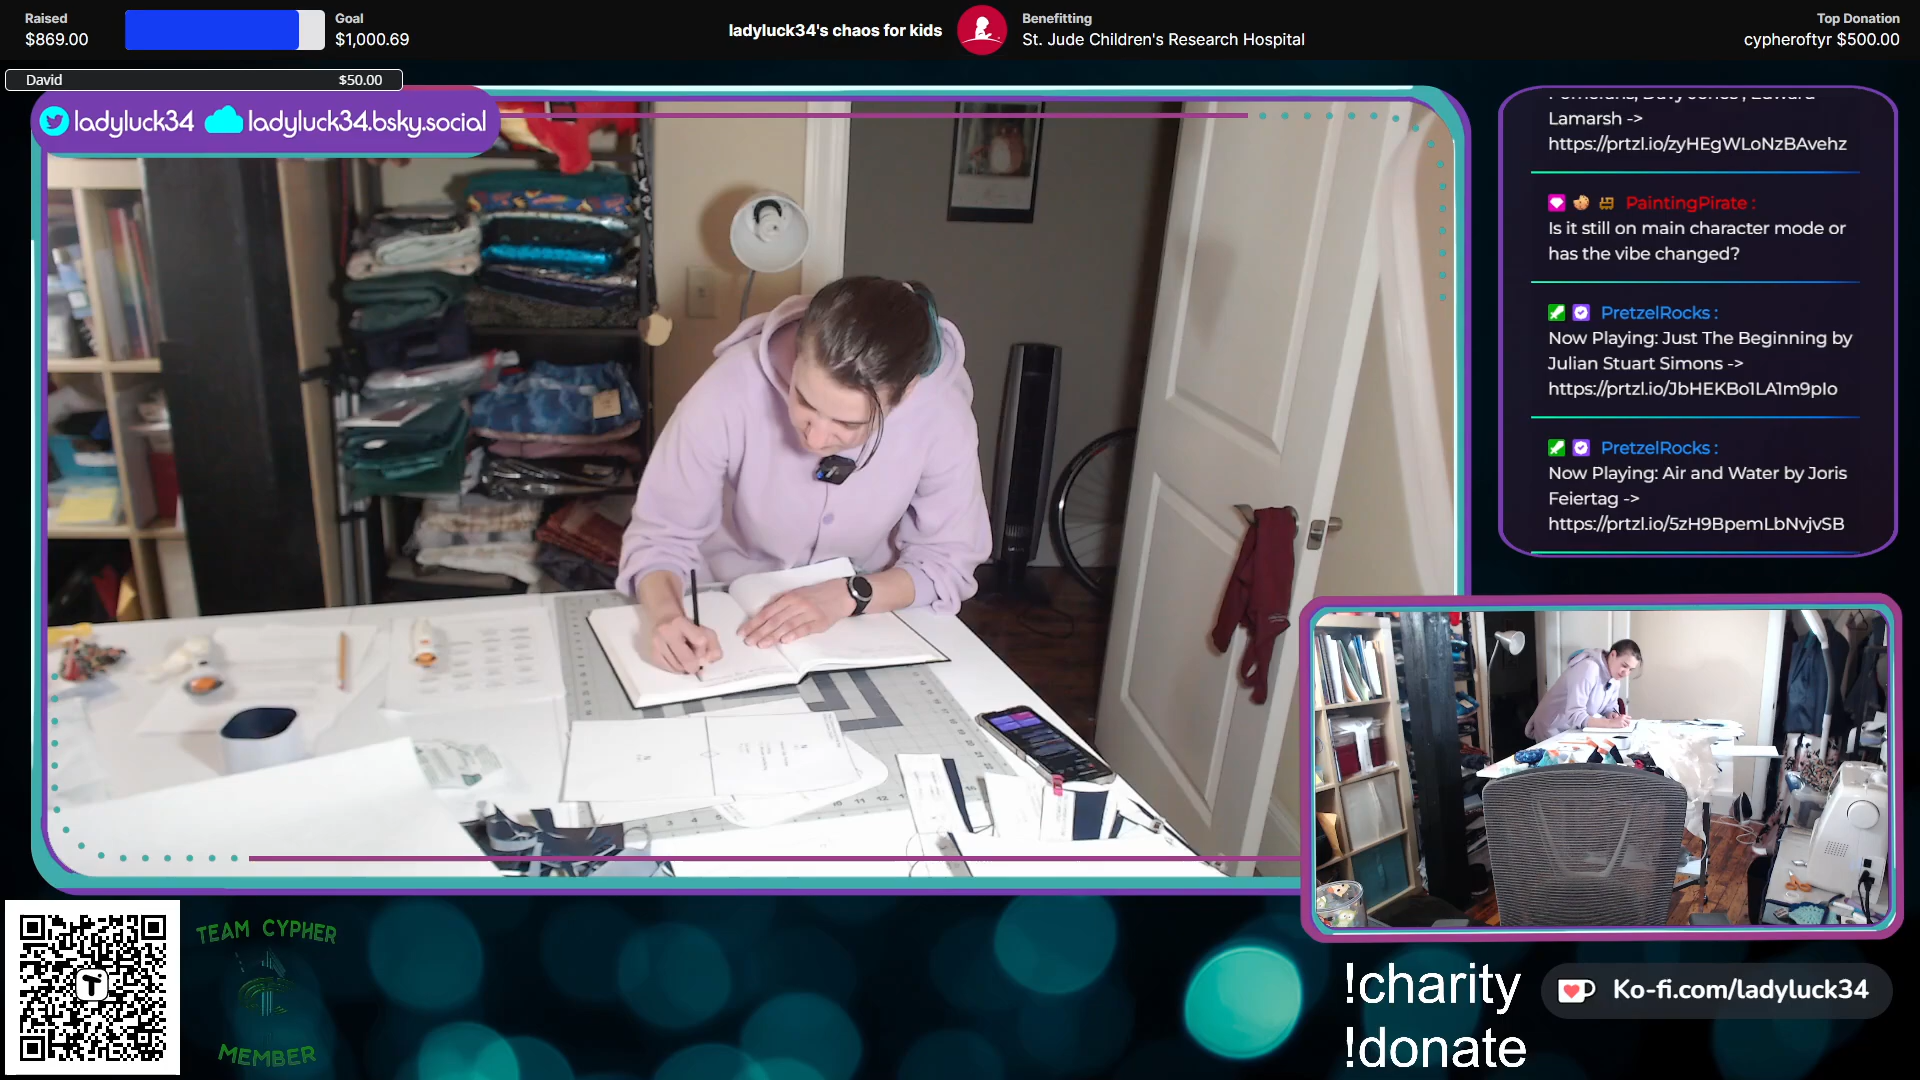 Raised
$869.00
Goal
$1,000.69
ladyluck34's chaos for kids
Benefitting
St. Jude Children's Research Hospital
Top Donation
cypheroftyr $500.00
David $50.00
ladyluck34 ladyluck34.bsky.social
Lamarsh ->
https://prtzl.io/zyHEgWLoNzBAvehz
PaintingPirate :
Is it still on main character mode or
has the vibe changed?
PretzelRocks :
Now Playing: Just The Beginning by
Julian Stuart Simons ->
https://prtzl.io/JbHEKBo1LA1m9pIo
PretzelRocks :
Now Playing: Air and Water by Joris
Feiertag ->
https://prtzl.io/5zH9BpemLbNvjvSB
TEAM CYPHER
MEMBER
!charity
!donate
Ko-fi.com/ladyluck34